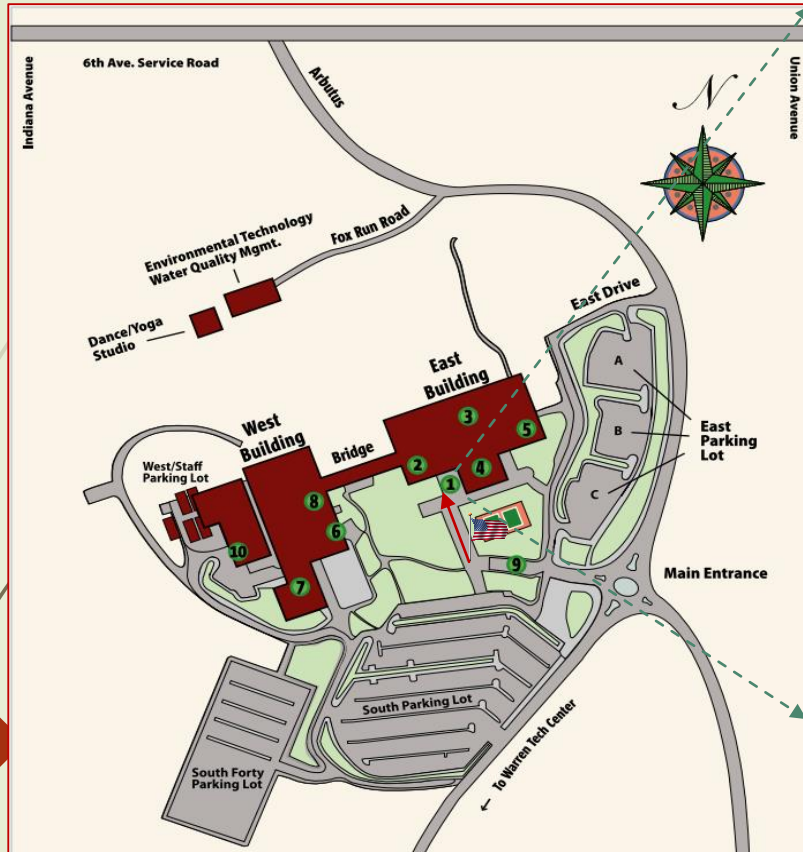 6th Ave. Service Road
Indiana Avenue
Arbutus
N
Union Avenue
Fox Run Road
Environmental Technology
Water Quality Mgmt.
Dance/Yoga
Studio
East Drive
East
Building
West
Building
Bridge
West/Staff
Parking Lot
A
B
C
East
Parking
Lot
3
5
2
4
1
8
6
10
7
9
Main Entrance
South Parking Lot
← To Warren Tech Center
South Forty
Parking Lot